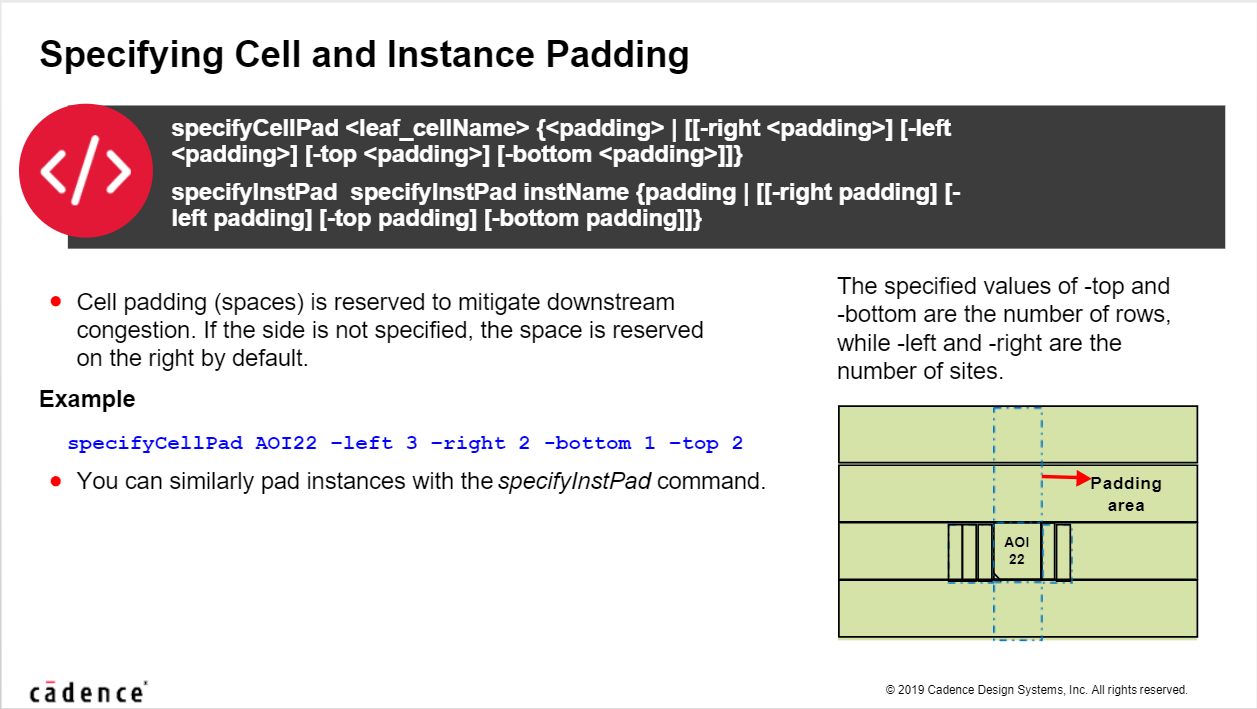 Specifying Cell and Instance Padding
specifyCellPad <leaf_cellName> {<padding> | [[-right <padding>] [-left
<padding>] [-top <padding>] [-bottom <padding>]]}
specifyInstPad  specifyInstPad instName {padding | [[-right padding] [-
left padding] [-top padding] [-bottom padding]]}
Cell padding (spaces) is reserved to mitigate downstream
congestion. If the side is not specified, the space is reserved
on the right by default.
Example
specifyCellPad AOI22 –left 3 –right 2 -bottom 1 –top 2
You can similarly pad instances with the specifyInstPad command.
The specified values of -top and
-bottom are the number of rows,
while -left and -right are the
number of sites.
Padding
area
AOI
22
cādence
© 2019 Cadence Design Systems, Inc. All rights reserved.